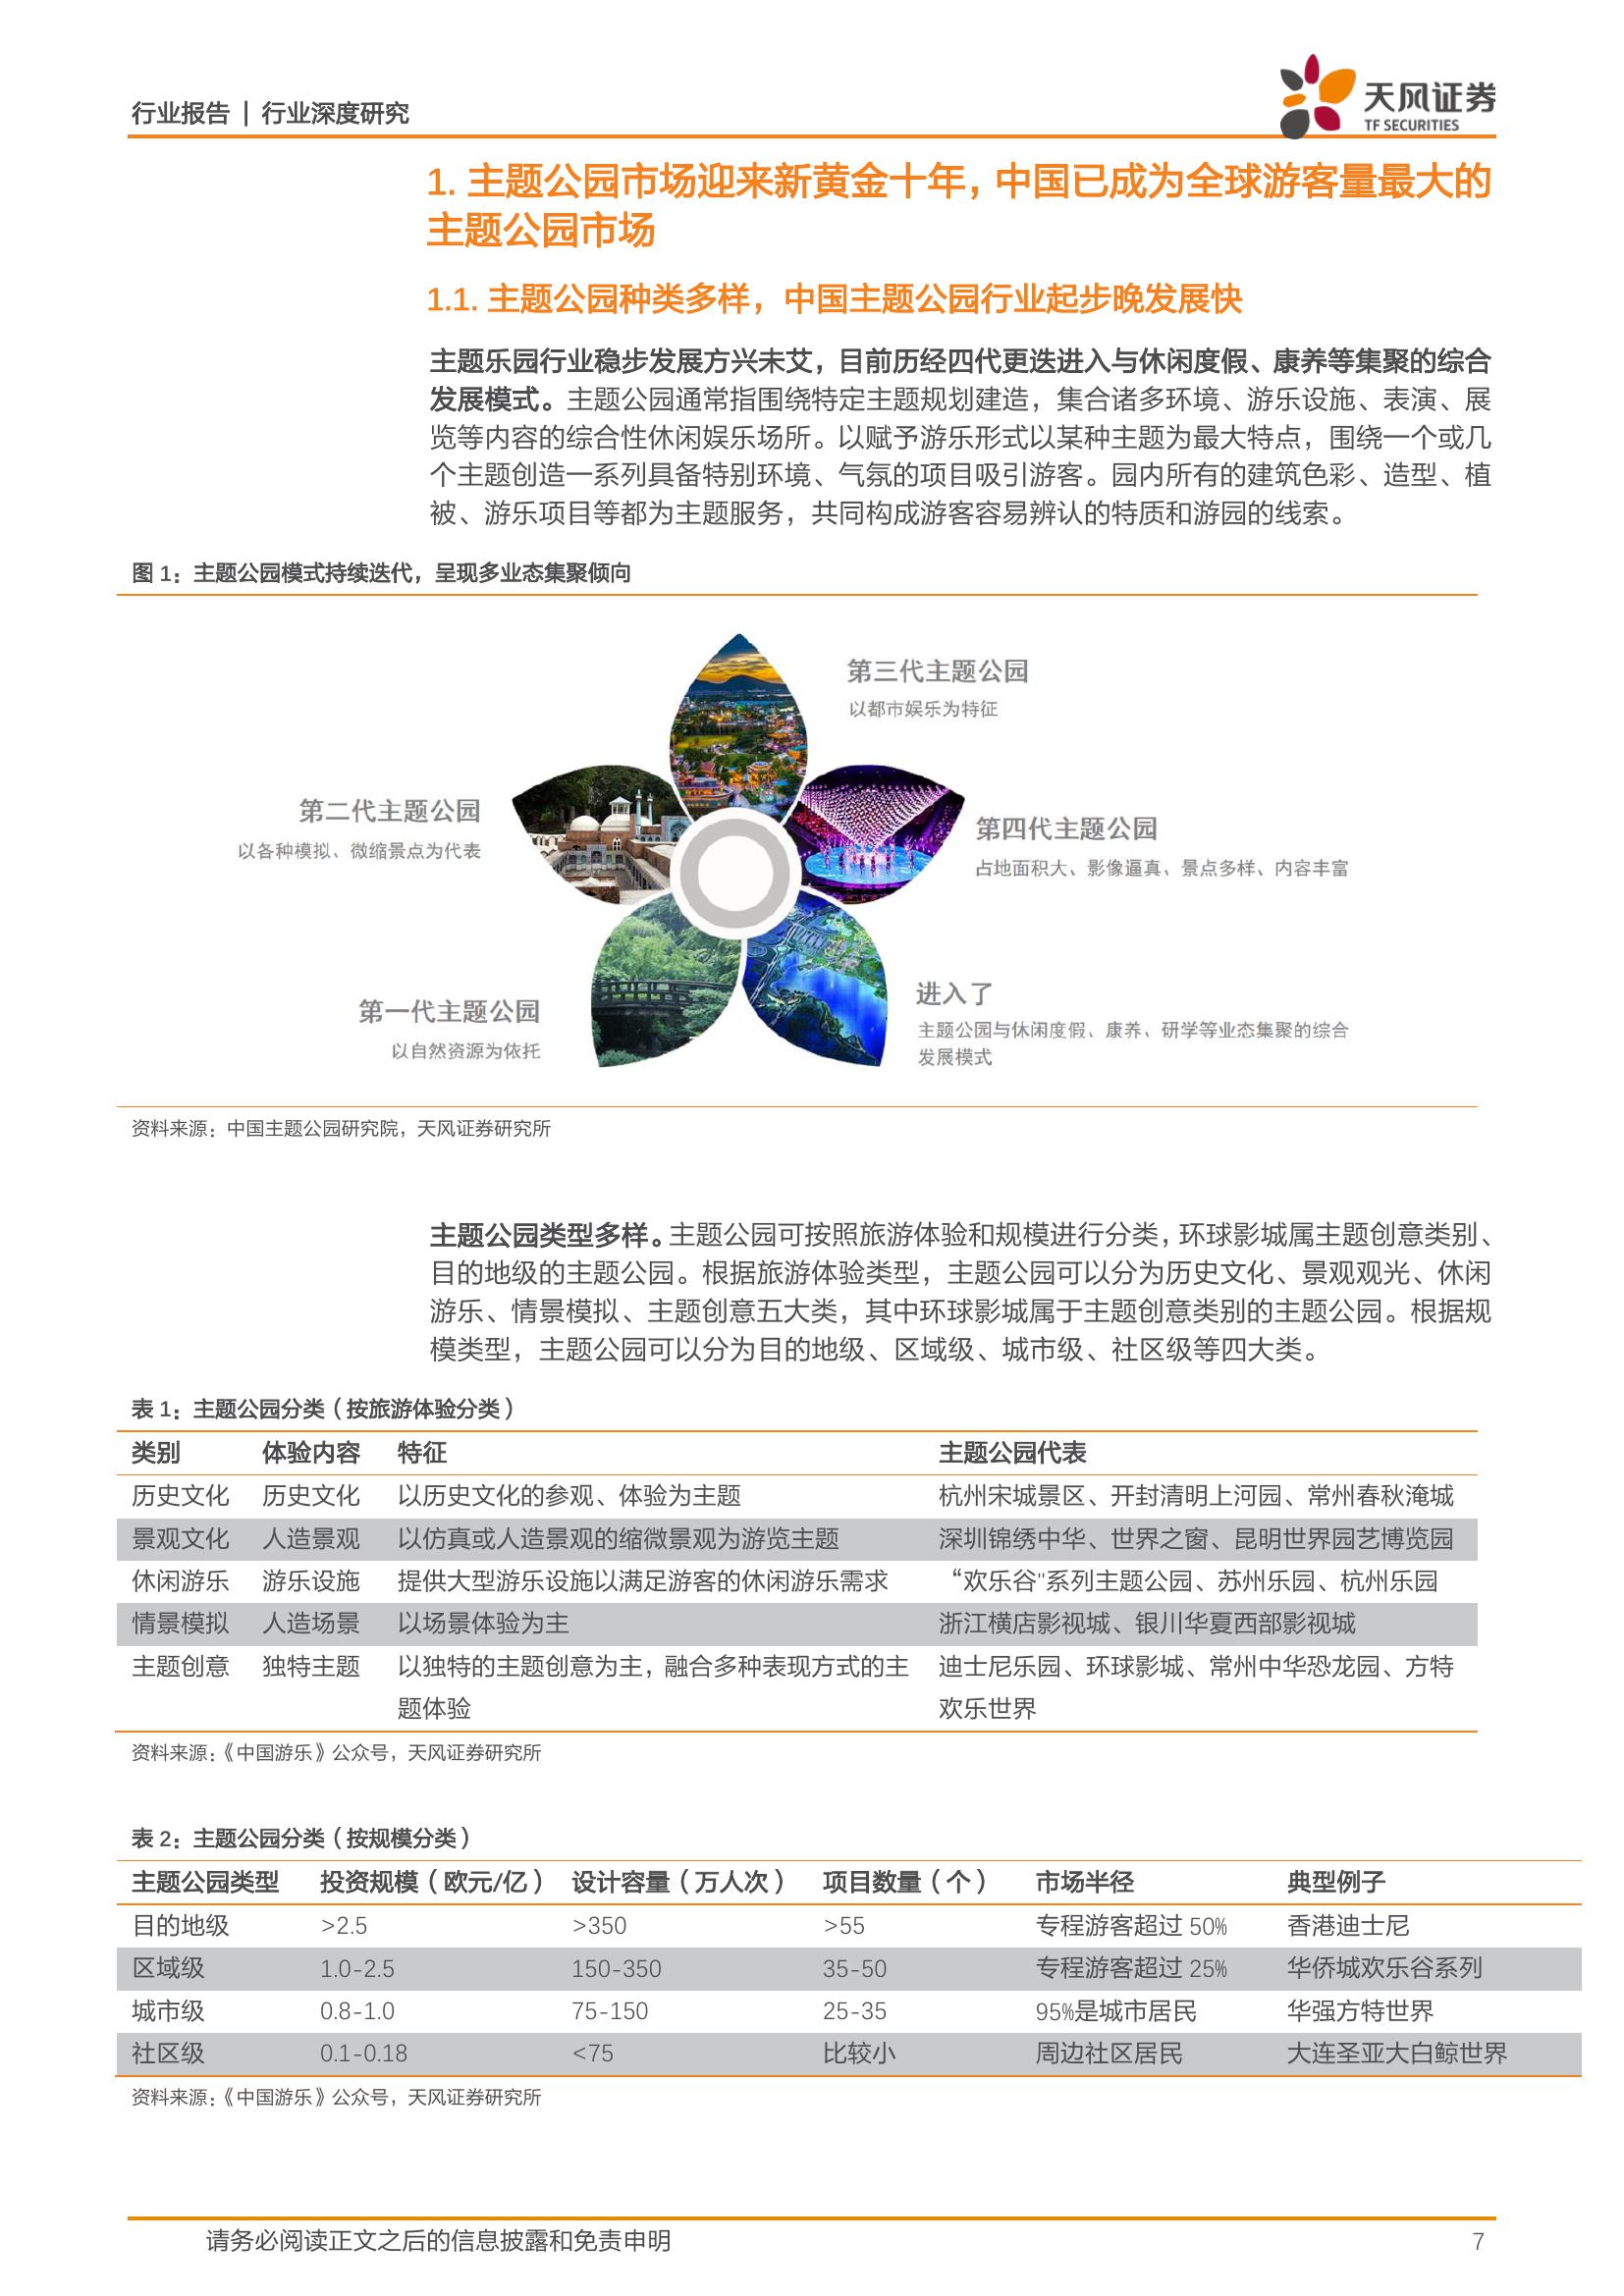 行业报告 | 行业深度研究
天风证券
TF SECURITIES
1. 主题公园市场迎来新黄金十年，中国已成为全球游客量最大的
主题公园市场
1.1. 主题公园种类多样，中国主题公园行业起步晚发展快
主题乐园行业稳步发展方兴未艾，目前历经四代更迭进入与休闲度假、康养等集聚的综合
发展模式。主题公园通常指围绕特定主题规划建造，集合诸多环境、游乐设施、表演、展
览等内容的综合性休闲娱乐场所。以赋予游乐形式以某种主题为最大特点，围绕一个或几
个主题创造一系列具备特别环境、气氛的项目吸引游客。园内所有的建筑色彩、造型、植
被、游乐项目等都为主题服务，共同构成游客容易辨认的特质和游园的线索。
图 1：主题公园模式持续迭代，呈现多业态集聚倾向
第三代主题公园
以都市娱乐为特征
第二代主题公园
以各种模拟、微缩景点为代表
第四代主题公园
占地面积大、影像逼真、景点多样、内容丰富
第一代主题公园
以自然资源为依托
进入了
主题公园与休闲度假、康养、研学等业态集聚的综合
发展模式
资料来源：中国主题公园研究院，天风证券研究所
主题公园类型多样。主题公园可按照旅游体验和规模进行分类，环球影城属主题创意类别、
目的地级的主题公园。根据旅游体验类型，主题公园可以分为历史文化、景观观光、休闲
游乐、情景模拟、主题创意五大类，其中环球影城属于主题创意类别的主题公园。根据规
模类型，主题公园可以分为目的地级、区域级、城市级、社区级等四大类。
表 1：主题公园分类（按旅游体验分类）
类别 体验内容 特征 主题公园代表
历史文化 历史文化 以历史文化的参观、体验为主题 杭州宋城景区、开封清明上河园、常州春秋淹城
景观文化 人造景观 以仿真或人造景观的缩微景观为游览主题 深圳锦绣中华、世界之窗、昆明世界园艺博览园
休闲游乐 游乐设施 提供大型游乐设施以满足游客的休闲游乐需求 “欢乐谷"系列主题公园、苏州乐园、杭州乐园
情景模拟 人造场景 以场景体验为主 浙江横店影视城、银川华夏西部影视城
主题创意 独特主题 以独特的主题创意为主，融合多种表现方式的主 迪士尼乐园、环球影城、常州中华恐龙园、方特
题体验 欢乐世界
资料来源：《中国游乐》公众号，天风证券研究所
表 2：主题公园分类（按规模分类）
主题公园类型 投资规模（欧元/亿） 设计容量（万人次） 项目数量（个） 市场半径 典型例子
目的地级 >2.5 >350 >55 专程游客超过 50% 香港迪士尼
区域级 1.0-2.5 150-350 35-50 专程游客超过 25% 华侨城欢乐谷系列
城市级 0.8-1.0 75-150 25-35 95%是城市居民 华强方特世界
社区级 0.1-0.18 <75 比较小 周边社区居民 大连圣亚大白鲸世界
资料来源：《中国游乐》公众号，天风证券研究所
请务必阅读正文之后的信息披露和免责申明 7